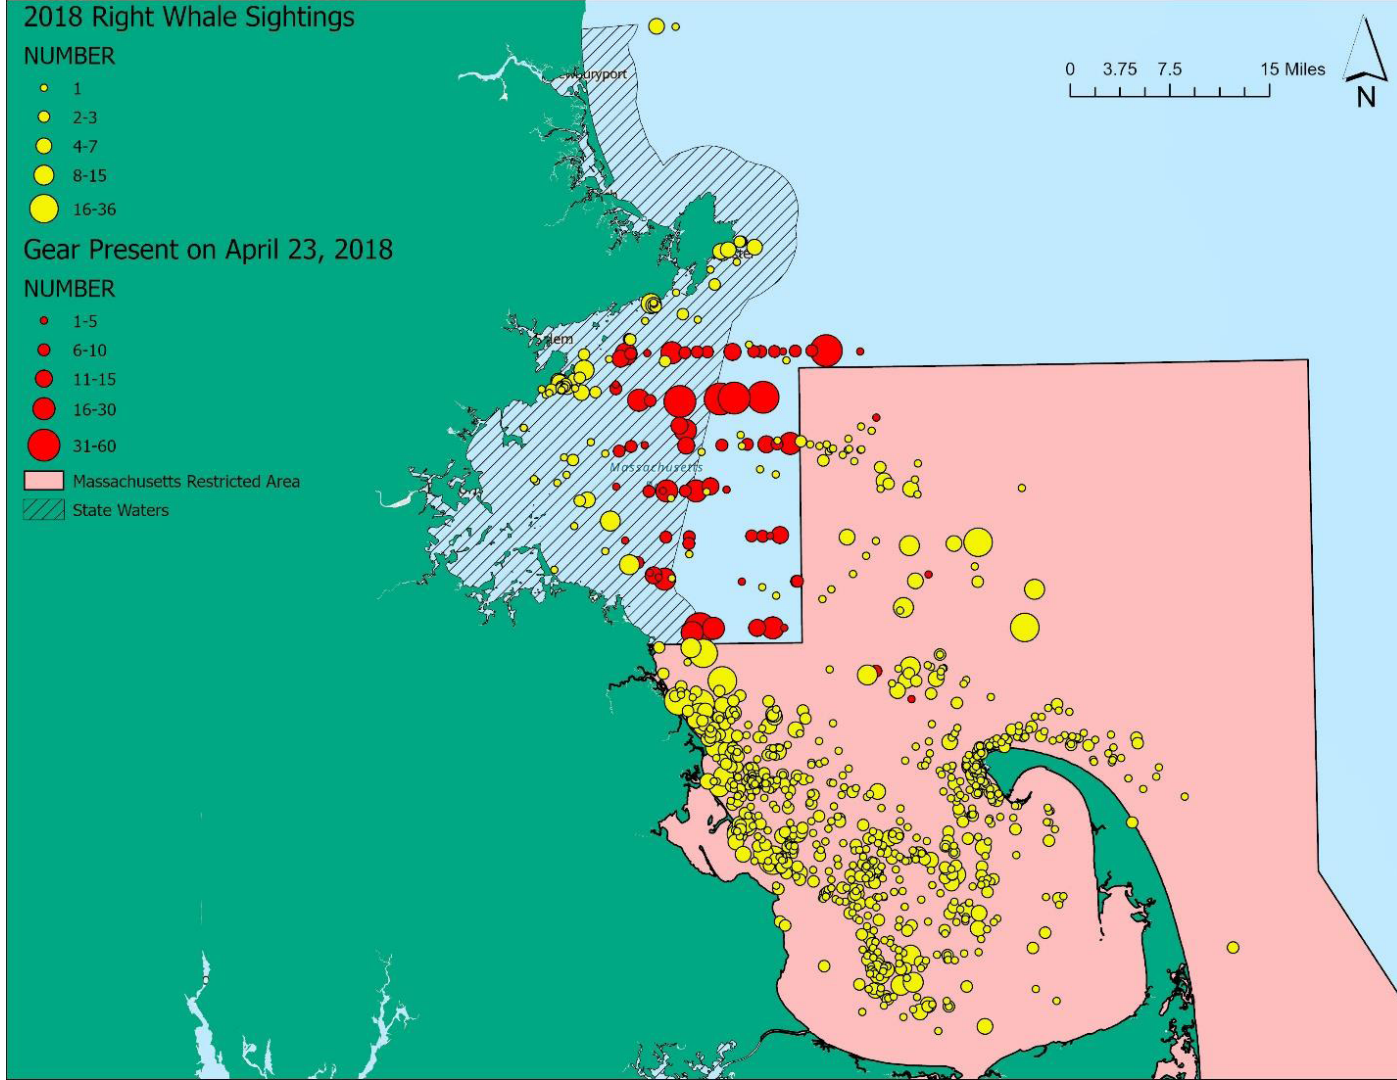 2018 Right Whale Sightings
NUMBER
1
2-3
4-7
8-15
16-36
Gear Present on April 23, 2018
NUMBER
1-5
6-10
11-15
16-30
31-60
Massachusetts Restricted Area
State Waters
0 3.75 7.5 15 Miles
N
Massachusetts